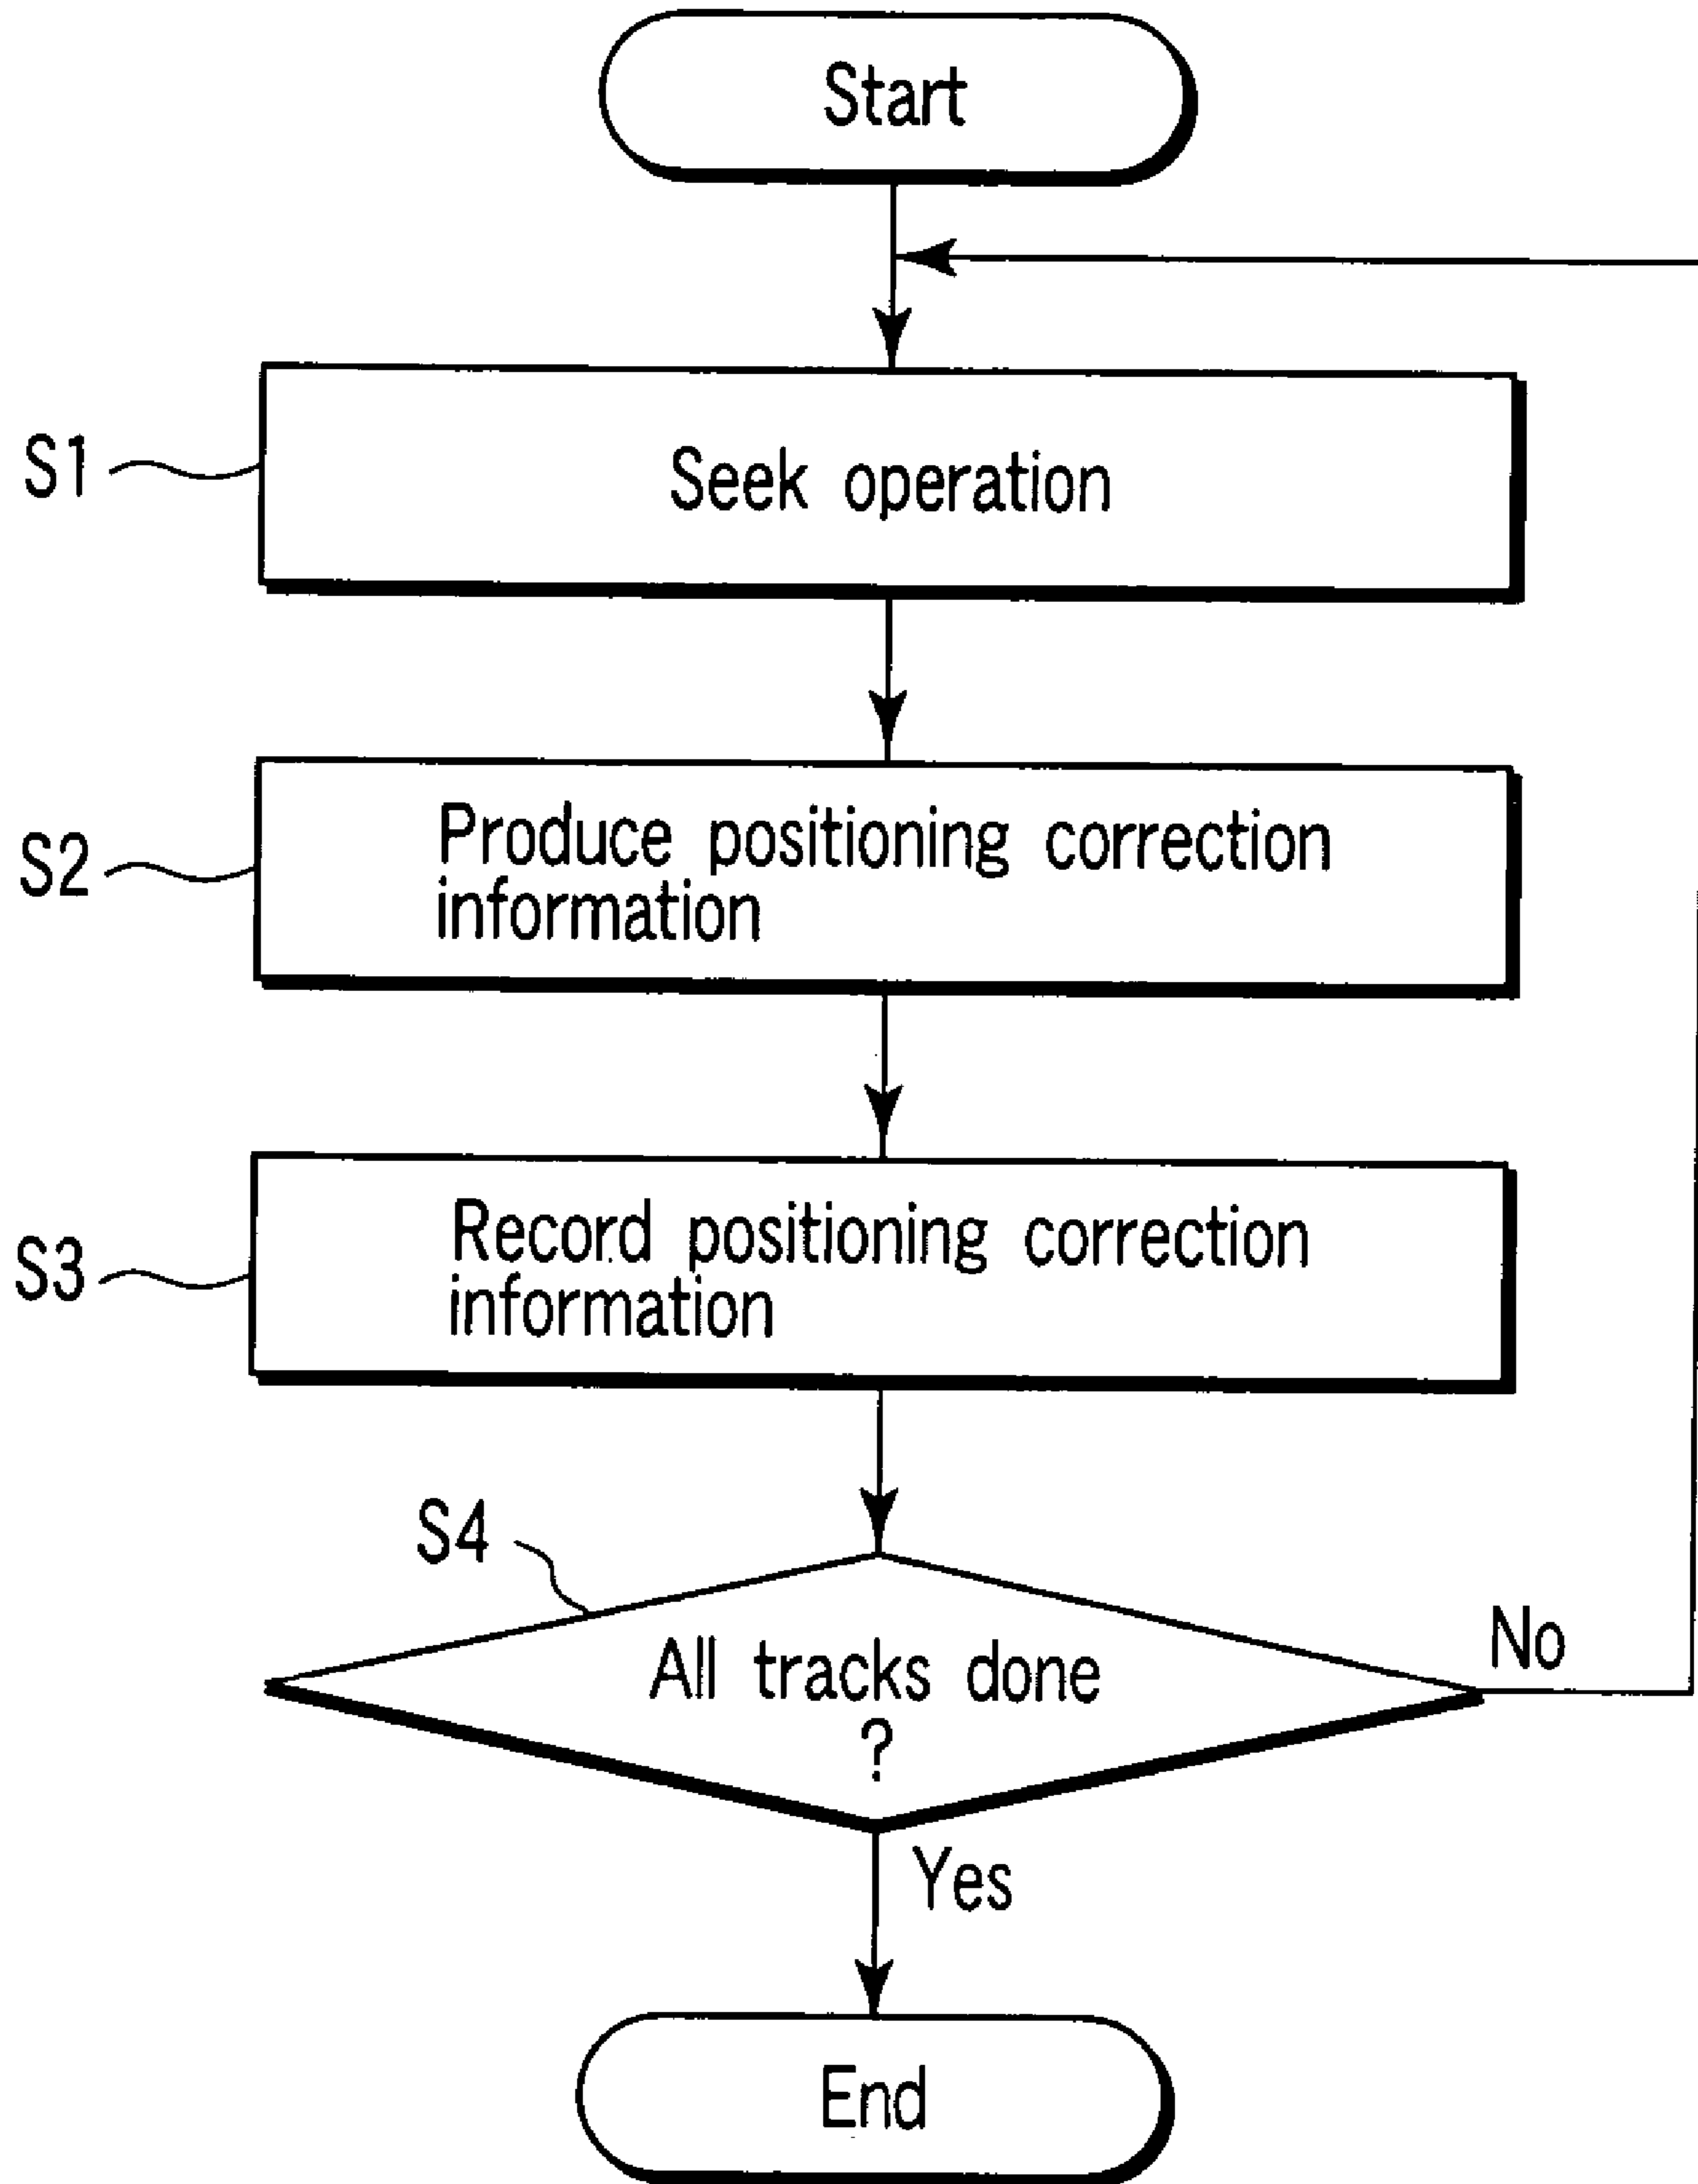 Start
S1
Seek operation
S2
Produce positioning correction
information
S3
Record positioning correction
information
S4
All tracks done
?
No
Yes
End